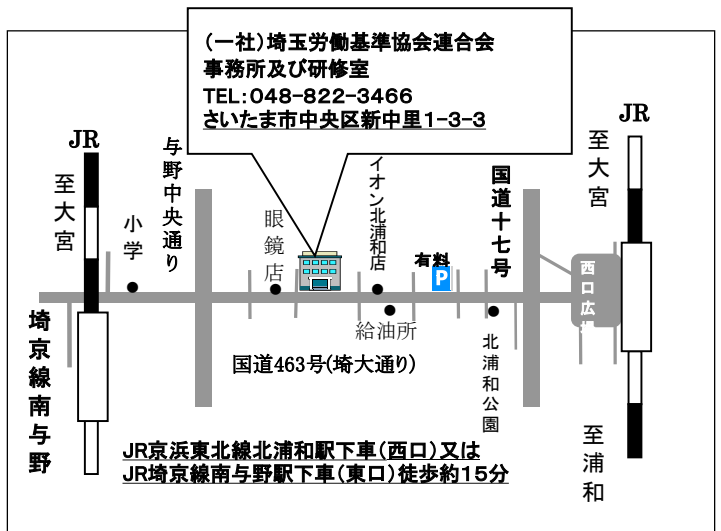 (一社)埼玉労働基準協会連合会
事務所及び研修室
TEL:048-822-3466
さいたま市中央区新中里1-3-3
JR
至大宮
小学
与野中央通り
眼鏡店
イオン北浦和店
有料
P
国道十七号
JR
至大宮
西口広場
埼京線南与野
給油所
国道463号(埼大通り)
北浦和公園
至浦和
JR京浜東北線北浦和駅下車(西口)又は
JR埼京線南与野駅下車(東口)徒歩約15分